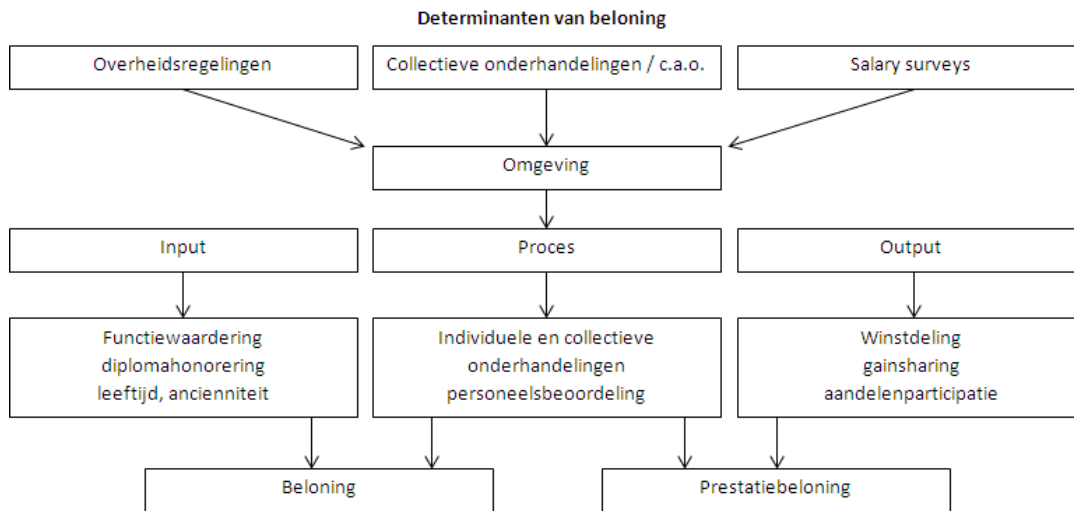 Determinanten van beloning
Overheidsregelingen
Collectieve onderhandelingen / c.a.o.
Salary surveys
Omgeving
Input
Proces
Output
Functiewaardering
diplomahonorering
leeftijd, ancienniteit
Individuele en collectieve
onderhandelingen
personeelsbeoordeling
Winstdeling
gainsharing
aandelenparticipatie
Beloning
Prestatiebeloning